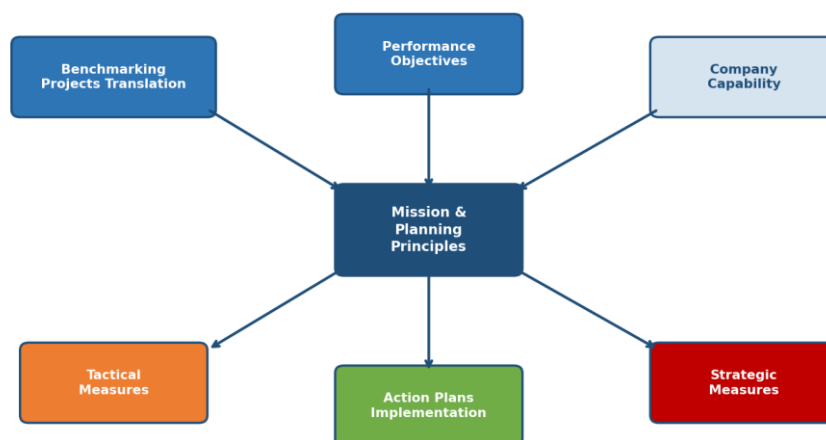 Performance
Objectives
Benchmarking
Projects Translation
Company
Capability
Mission &
Planning
Principles
Tactical
Measures
Action Plans
Implementation
Strategic
Measures